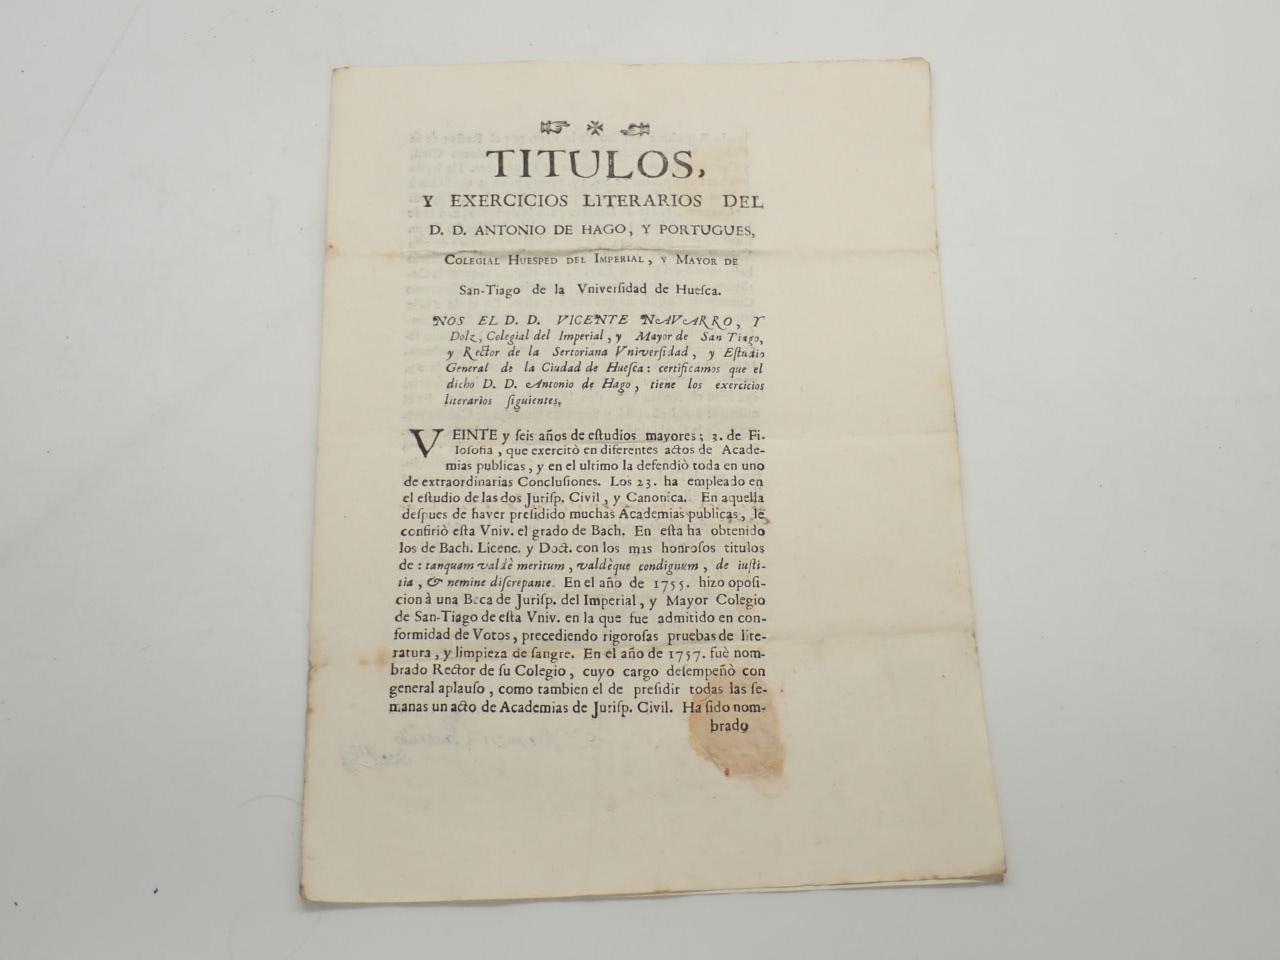 TITULOS,
Y EXERCICIOS LITERARIOS DEL
D. D. ANTONIO DE HAGO, Y PORTUGUES,
COLEGIAL HUESPED DEL IMPERIAL, Y MAYOR DE
San-Tiago de la Vniverſidad de Hueſca.
NOS EL D. D. VICENTE NAVARRO, Y
Dolz, Colegial del Imperial, y Mayor de San Tiago,
y Rector de la Sertoriana Vniverſidad, y Eſtudio
General de la Ciudad de Hueſca: certificamos que el
dicho D. D. Antonio de Hago, tiene los exercicios
literarios ſiguientes.
VEINTE y ſeis años de eſtudios mayores; 3. de Fi-
loſofia, que exercitò en diferentes actos de Acade-
mias publicas, y en el ultimo la defendiò toda en uno
de extraordinarias Concluſiones. Los 23. ha empleado en
el eſtudio de las dos Juriſp. Civil, y Canonica. En aquella
deſpues de haver preſidido muchas Academias publicas, le
confiriò eſta Vniv. el grado de Bach. En eſta ha obtenido
los de Bach. Licenc. y Doct. con los mas honroſos titulos
de: tanquam valdè meritum, valdèque condignum, de iuſti-
tia, & nemine diſcrepante. En el año de 1755. hizo opoſi-
cion à una Beca de Juriſp. del Imperial, y Mayor Colegio
de San-Tiago de eſta Vniv. en la que fue admitido en con-
formidad de Votos, precediendo rigoroſas pruebas de lite-
ratura, y limpieza de ſangre. En el año de 1757. fuè nom-
brado Rector de ſu Colegio, cuyo cargo deſempeñò con
general aplauſo, como tambien el de preſidir todas las ſe-
manas un acto de Academias de Juriſp. Civil. Ha ſido nom-
brado